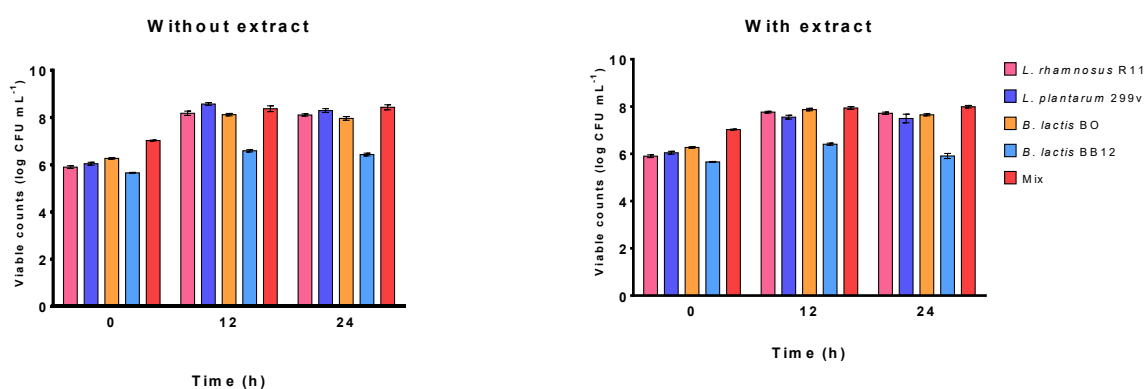 Without extract
Viable counts (log CFU mL⁻¹)
10
8
6
4
2
0
0 12 24
Time (h)
With extract
Viable counts (log CFU mL⁻¹)
10
8
6
4
2
0
0 12 24
Time (h)
L. rhamnosus R11
L. plantarum 299v
B. lactis BO
B. lactis BB12
Mix